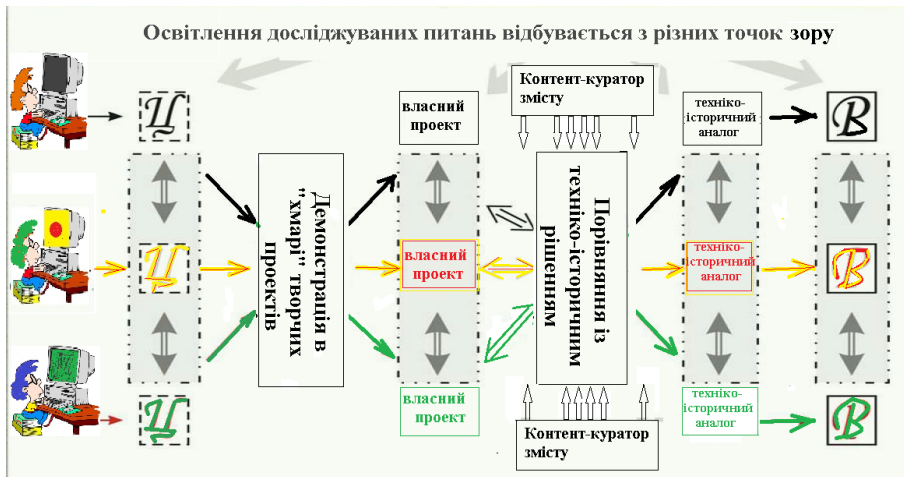 Освітлення досліджуваних питань відбувається з різних точок зору
Ц
Ц
Ц
Демонстрація в
"хмарі" творчих
проектів
власний
проект
власний
проект
власний
проект
Контент-куратор
змісту
Порівняння із
техніко-історичним
рішенням
Контент-куратор
змісту
техніко-
історичний
аналог
техніко-
історичний
аналог
техніко-
історичний
аналог
В
В
В